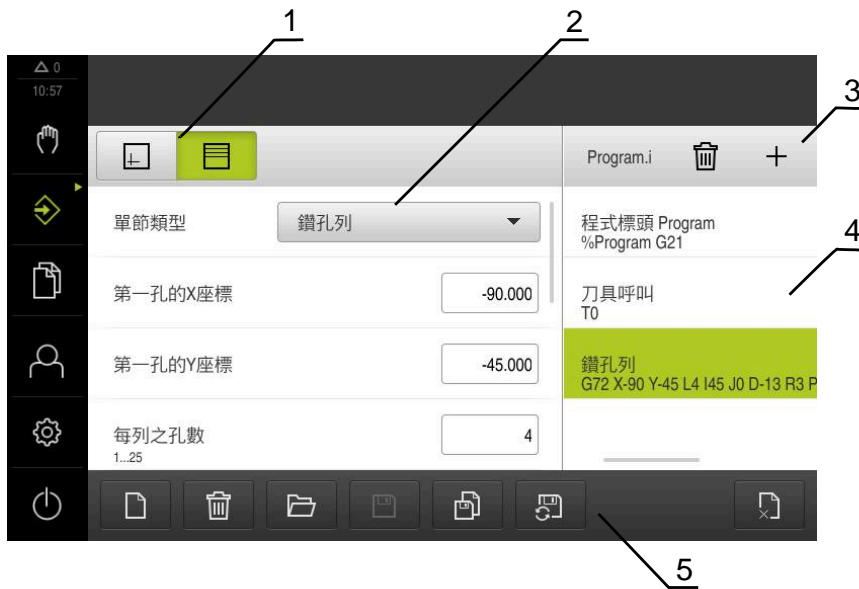 1
2
3
4
5
0
10:57
Program.i
單節類型
鑽孔列
第一孔的X座標
-90.000
第一孔的Y座標
-45.000
每列之孔數
1...25
4
程式標頭 Program
%Program G21
刀具呼叫
T0
鑽孔列
G72 X-90 Y-45 L4 I45 J0 D-13 R3 P